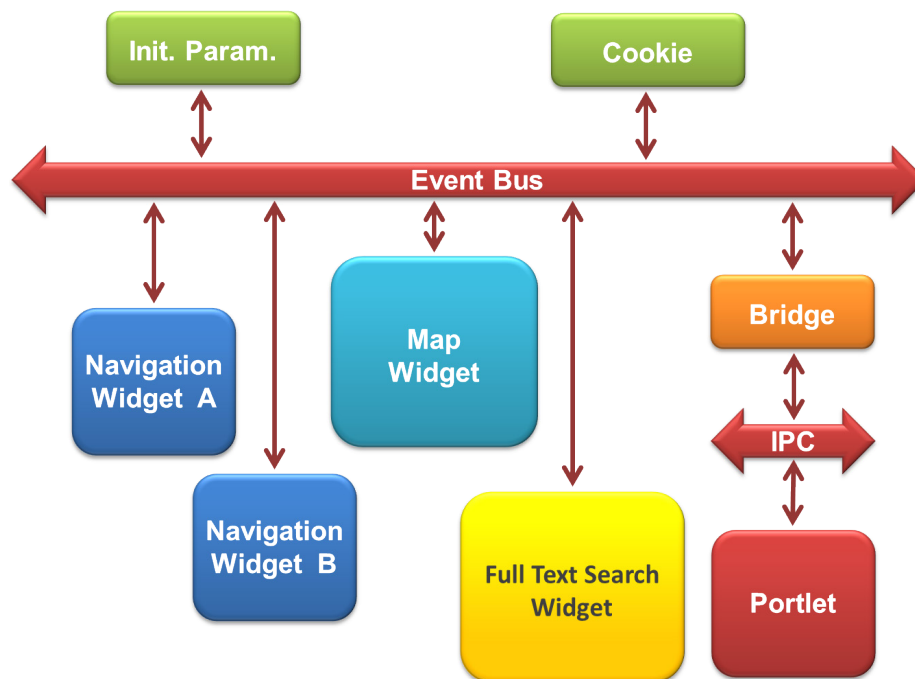 Init. Param.
Cookie
Event Bus
Navigation
Widget A
Map
Widget
Bridge
IPC
Navigation
Widget B
Full Text Search
Widget
Portlet